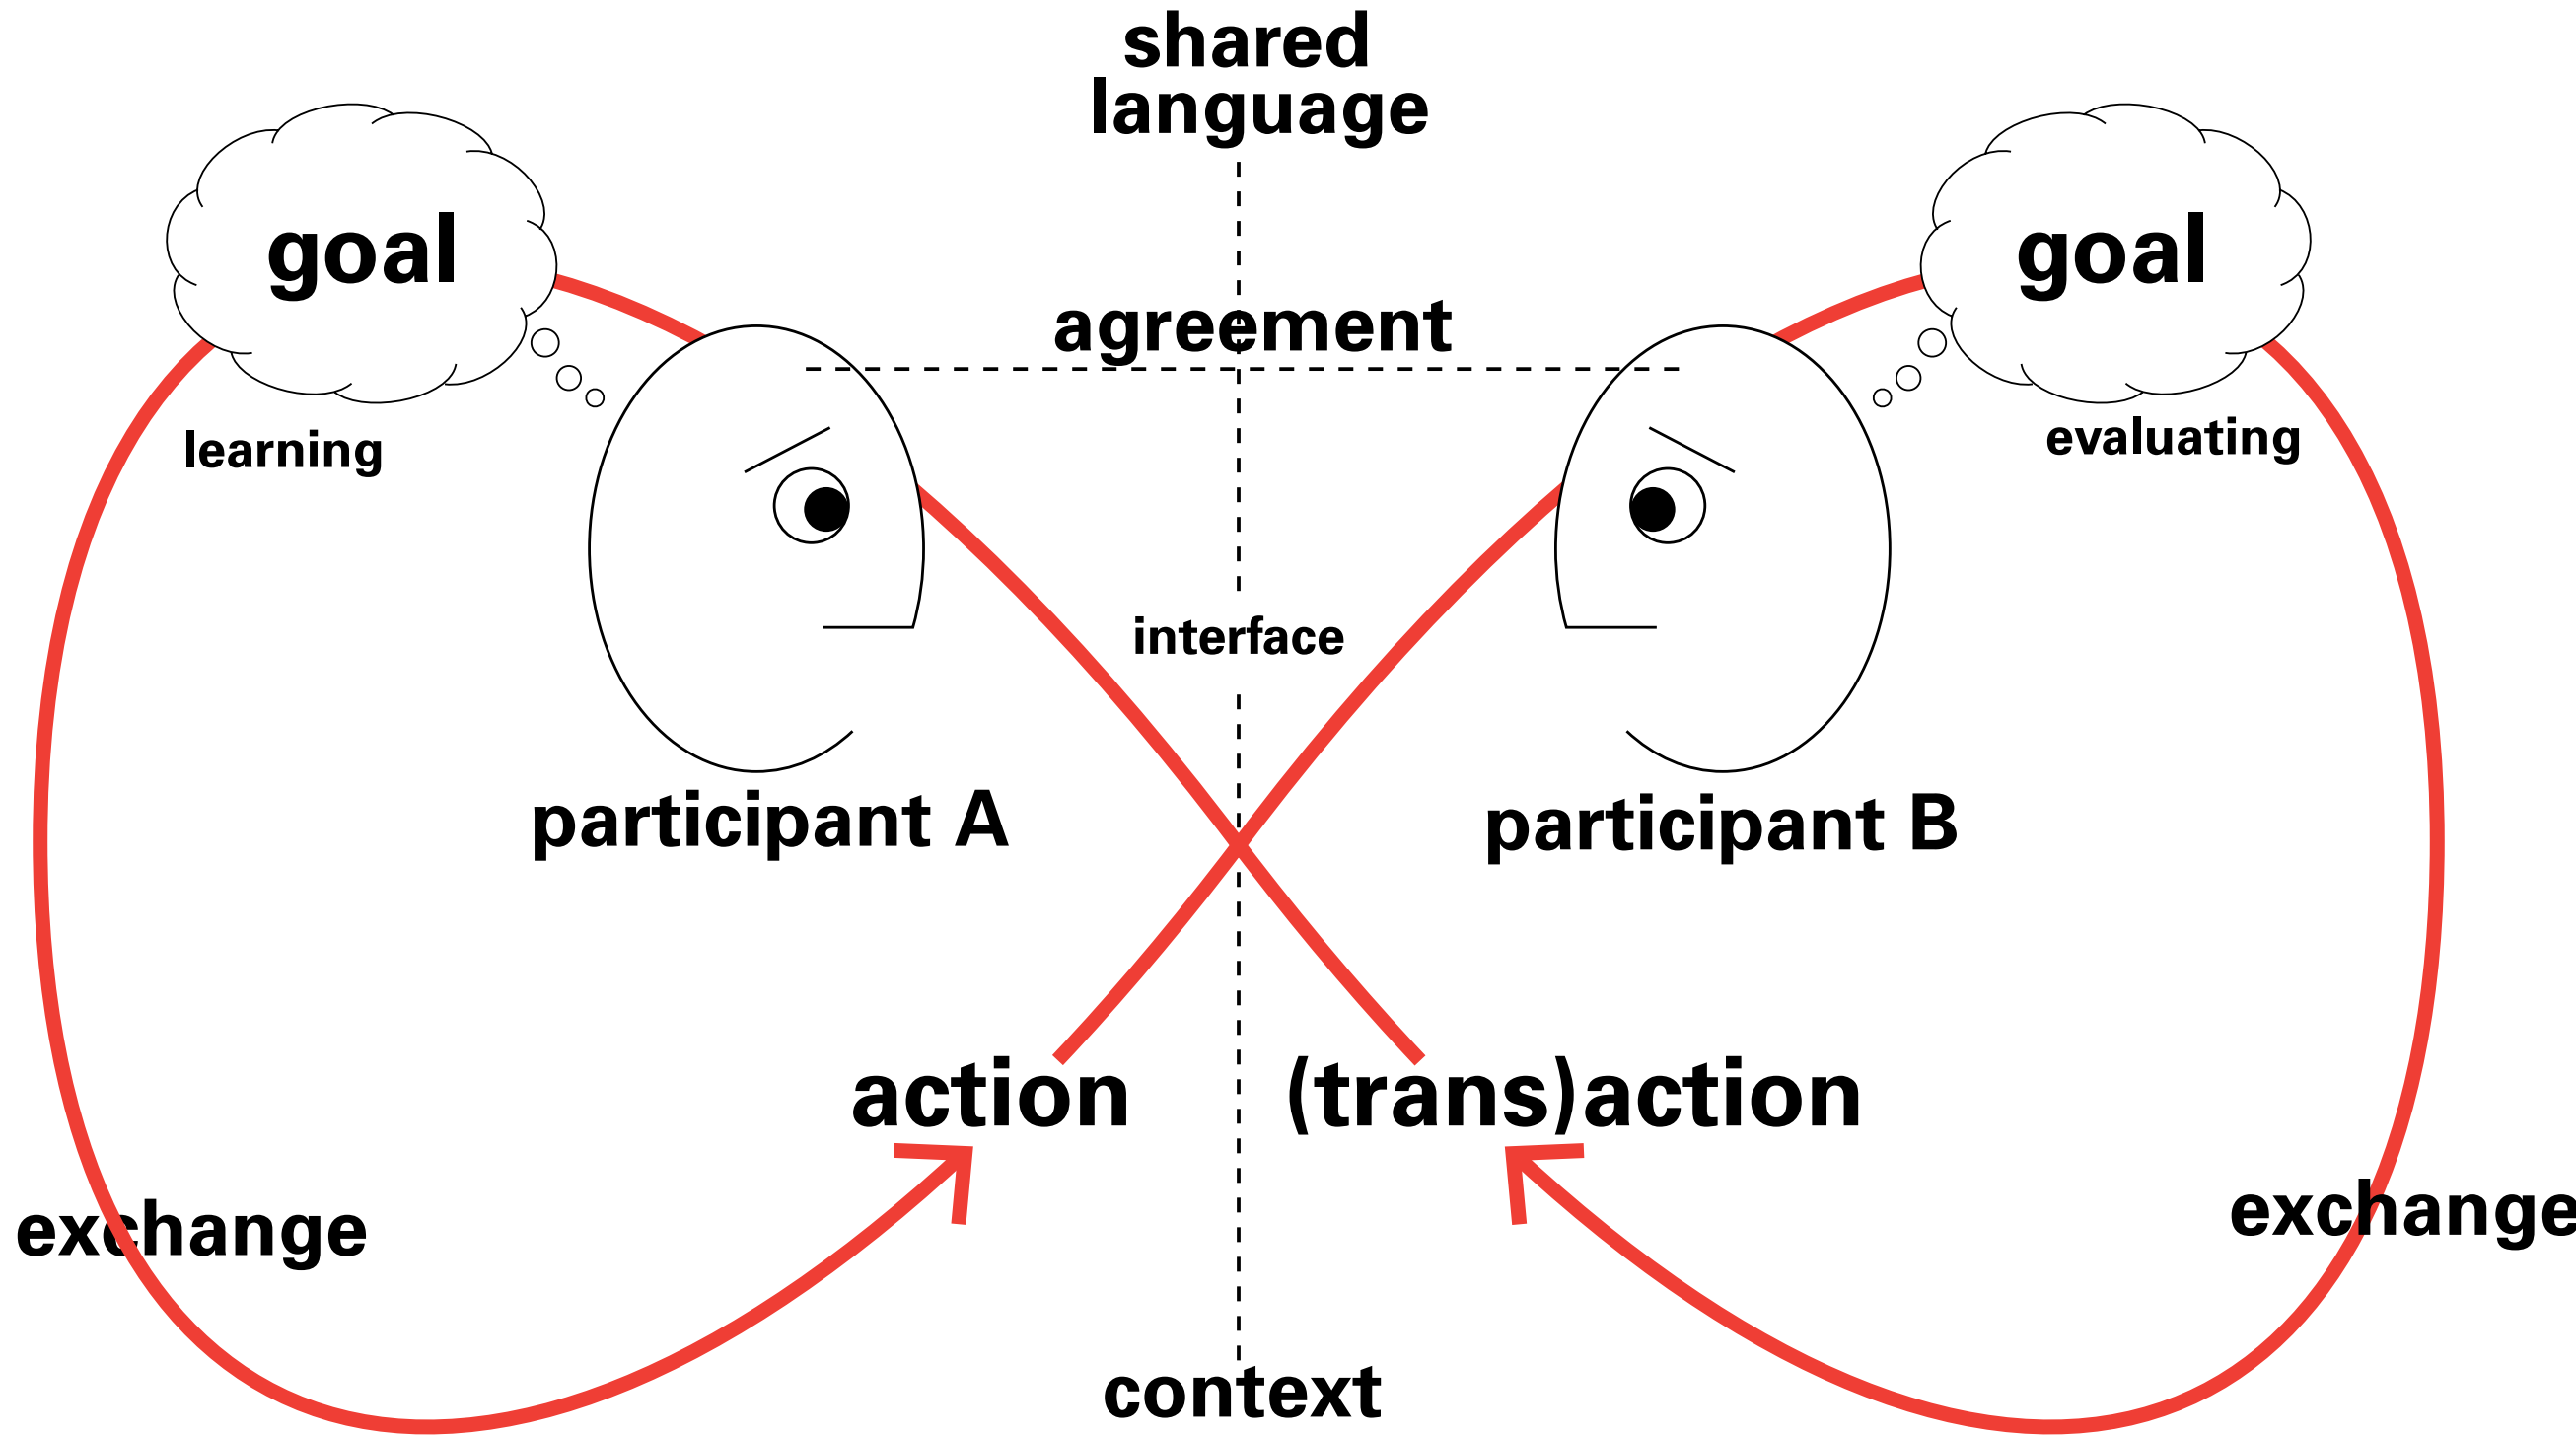 shared
language
goal
goal
agreement
learning
evaluating
interface
participant A
participant B
action
(trans)action
exchange
exchange
context